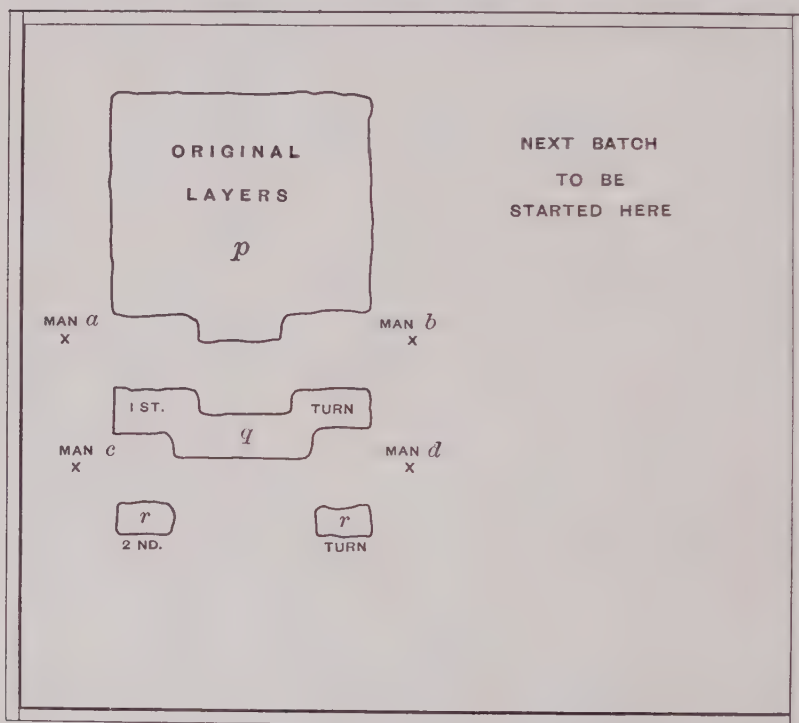 ORIGINAL
LAYERS
p
NEXT BATCH
TO BE
STARTED HERE
MAN a
X
MAN b
X
1 ST.
q
TURN
MAN c
X
MAN d
X
r
2 ND.
r
TURN